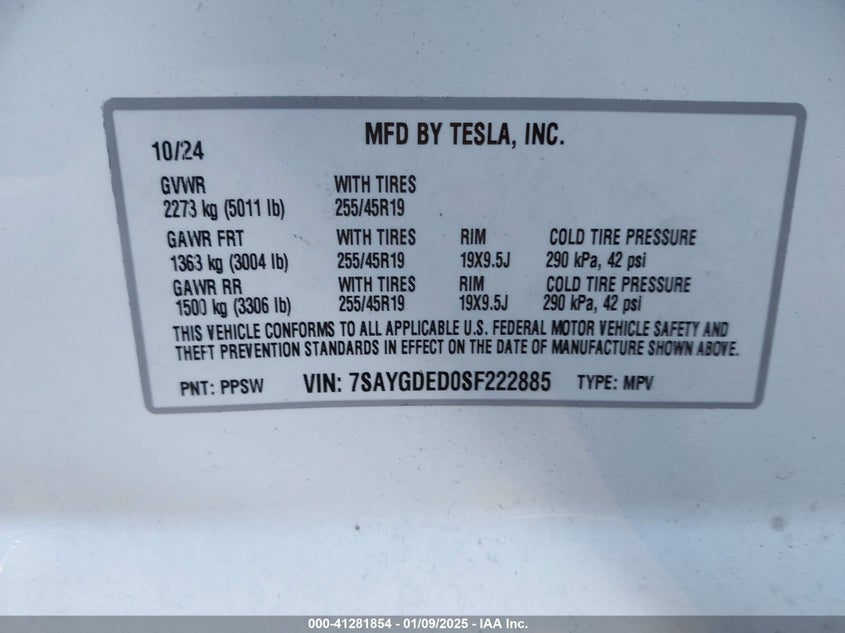 MFD BY TESLA, INC.
10/24
GVWR WITH TIRES
2273 kg (5011 lb) 255/45R19
GAWR FRT WITH TIRES RIM COLD TIRE PRESSURE
1363 kg (3004 lb) 255/45R19 19X9.5J 290 kPa, 42 psi
GAWR RR WITH TIRES RIM COLD TIRE PRESSURE
1500 kg (3306 lb) 255/45R19 19X9.5J 290 kPa, 42 psi
THIS VEHICLE CONFORMS TO ALL APPLICABLE U.S. FEDERAL MOTOR VEHICLE SAFETY AND
THEFT PREVENTION STANDARDS IN EFFECT ON THE DATE OF MANUFACTURE SHOWN ABOVE.
PNT: PPSW VIN: 7SAYGDED0SF222885 TYPE: MPV
000-41281854 - 01/09/2025 - IAA Inc.